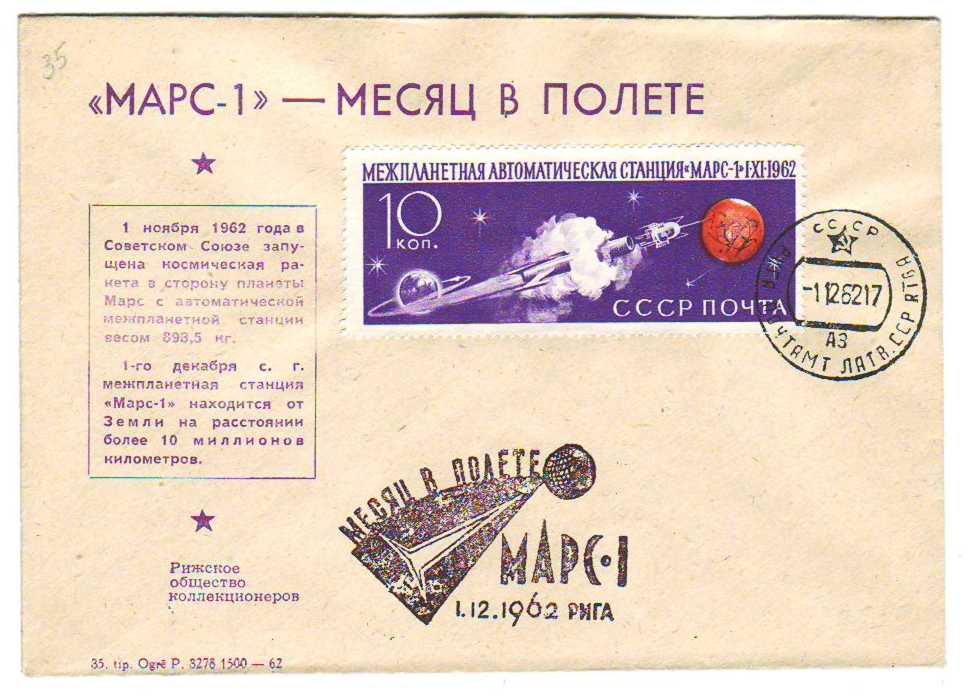 35
«МАРС-1» — МЕСЯЦ В ПОЛЕТЕ
МЕЖПЛАНЕТНАЯ АВТОМАТИЧЕСКАЯ СТАНЦИЯ «МАРС-1» 1·XI·1962
10
коп.
СССР ПОЧТА
СССР
РИГА ПОЧТАМТ ЛАТВ. ССР RĪGA
-1 12 62 17
АЗ
1 ноября 1962 года в
Советском Союзе запу-
щена космическая ра-
кета в сторону планеты
Марс с автоматической
межпланетной станции
весом 893,5 кг.
1-го декабря с. г.
межпланетная станция
«Марс-1» находится от
Земли на расстоянии
более 10 миллионов
километров.
МЕСЯЦ В ПОЛЕТЕ
МАРС·1
1.12.1962 РИГА
Рижское
общество
коллекционеров
35. tip. Ogrē P. 3278 1500 — 62